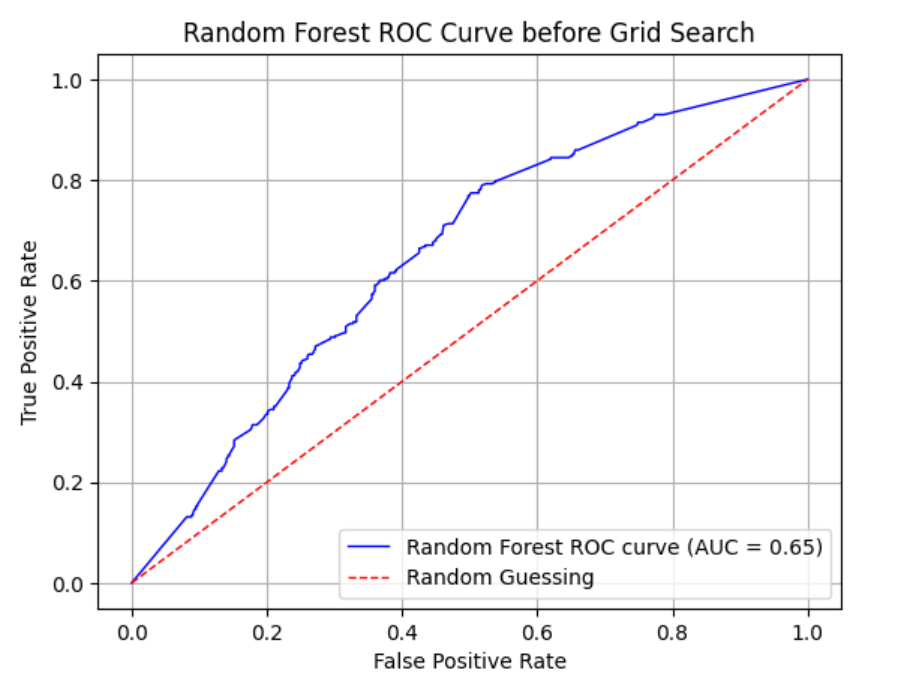 Random Forest ROC Curve before Grid Search
1.0
0.8
0.6
0.4
0.2
0.0
True Positive Rate
Random Forest ROC curve (AUC = 0.65)
Random Guessing
0.0 0.2 0.4 0.6 0.8 1.0
False Positive Rate